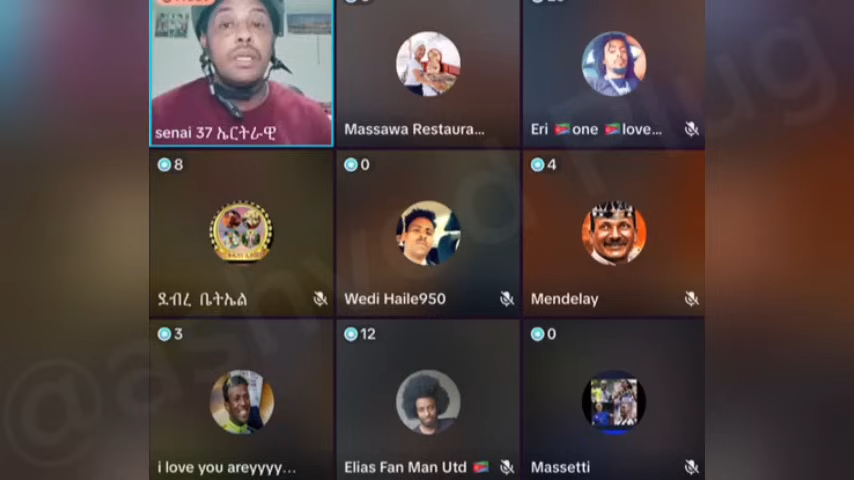 senai 37 ኤርትራዊ
Massawa Restaura...
Eri 🇪🇷one 🇪🇷love...
8
0
4
ደብረ ቤትኤል
Wedi Haile950
Mendelay
3
12
0
i love you areyyyy...
Elias Fan Man Utd 🇪🇷
Massetti